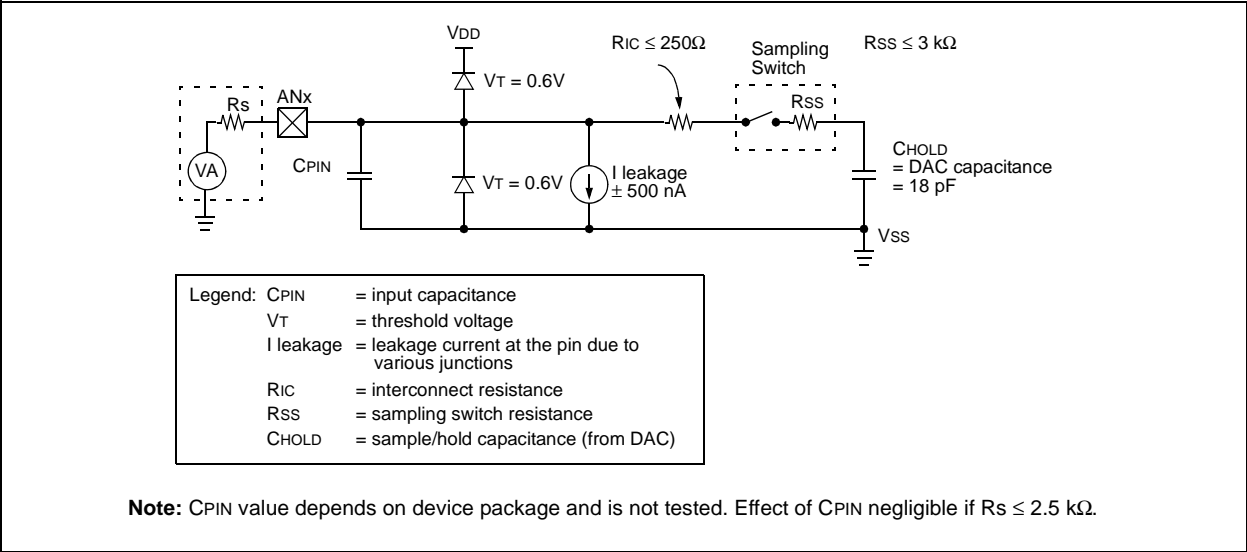 VDD
RIC ≤ 250Ω
Sampling
Switch
RSS ≤ 3 kΩ
VT = 0.6V
Rs
ANx
RSS
VA
CPIN
VT = 0.6V
I leakage
± 500 nA
CHOLD
= DAC capacitance
= 18 pF
VSS
Legend: CPIN = input capacitance
VT = threshold voltage
I leakage = leakage current at the pin due to
various junctions
RIC = interconnect resistance
RSS = sampling switch resistance
CHOLD = sample/hold capacitance (from DAC)
Note: CPIN value depends on device package and is not tested. Effect of CPIN negligible if Rs ≤ 2.5 kΩ.